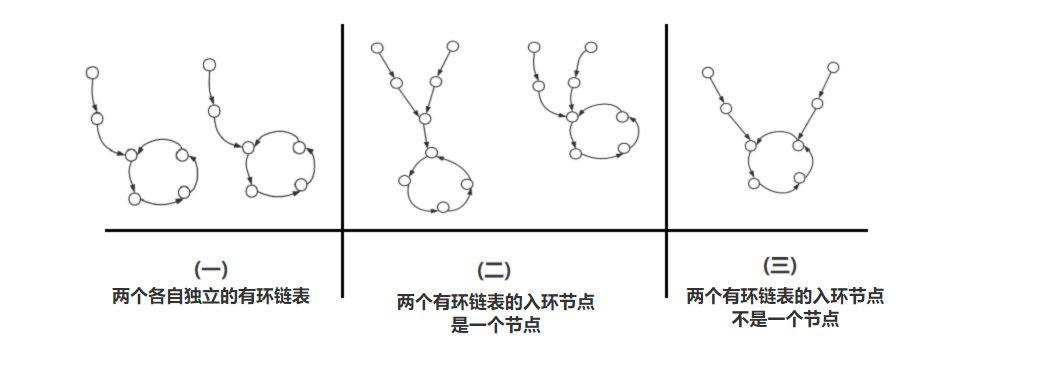 (一)
两个各自独立的有环链表
(二)
两个有环链表的入环节点
是一个节点
(三)
两个有环链表的入环节点
不是一个节点